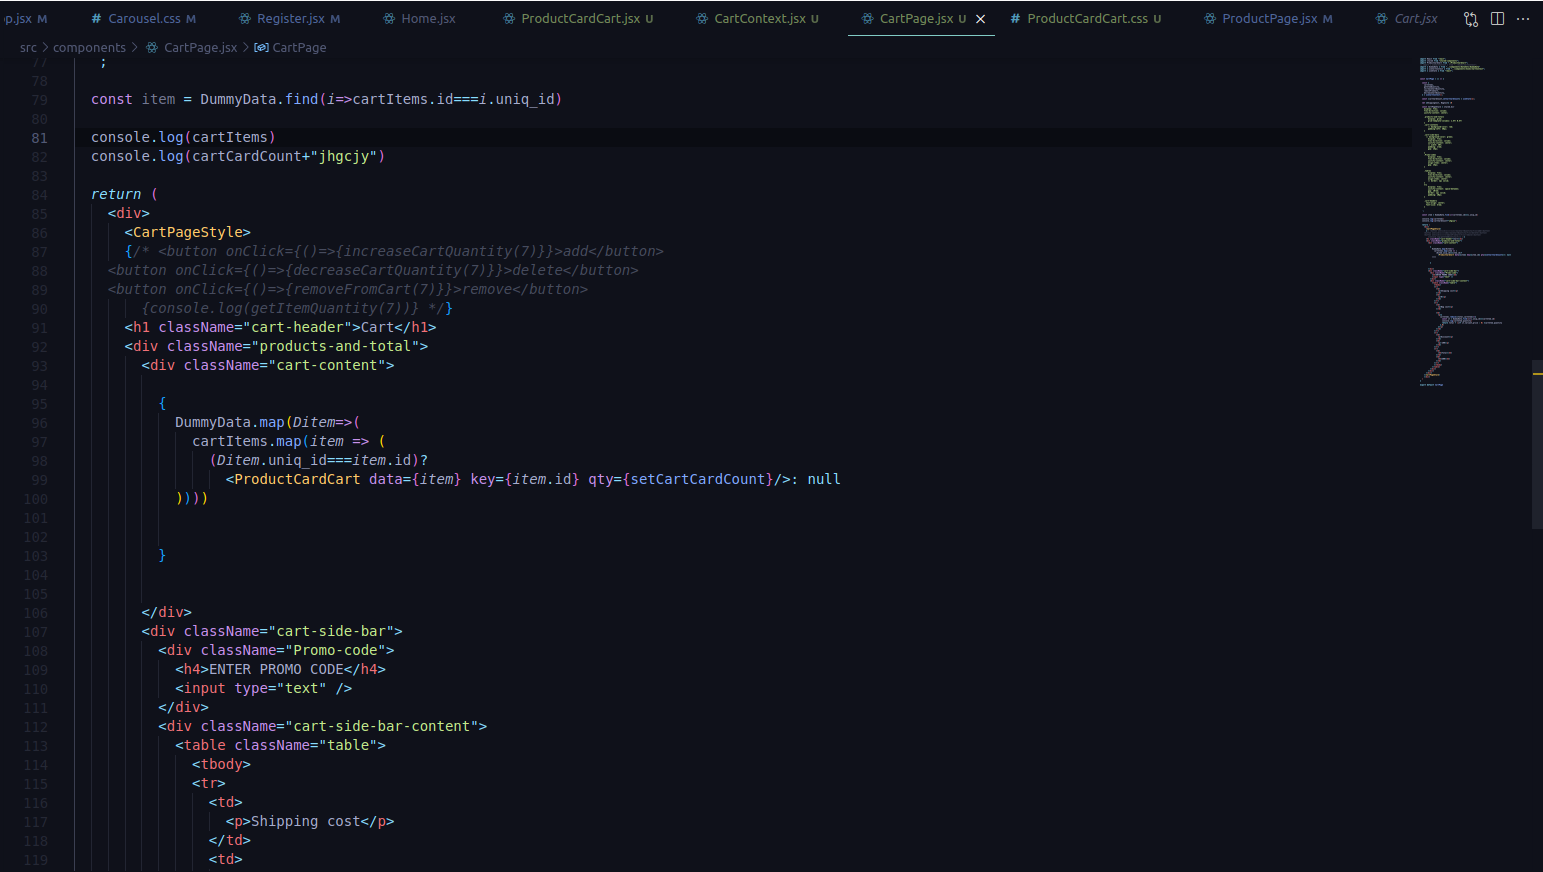 p.jsx M # Carousel.css M Register.jsx M Home.jsx ProductCardCart.jsx U CartContext.jsx U CartPage.jsx U × # ProductCardCart.css U ProductPage.jsx M Cart.jsx ···
src > components > CartPage.jsx > CartPage
77 ;
78
79 const item = DummyData.find(i=>cartItems.id===i.uniq_id)
80
81 console.log(cartItems)
82 console.log(cartCardCount+"jhgcjy")
83
84 return (
85 <div>
86 <CartPageStyle>
87 {/* <button onClick={()=>{increaseCartQuantity(7)}}>add</button>
88 <button onClick={()=>{decreaseCartQuantity(7)}}>delete</button>
89 <button onClick={()=>{removeFromCart(7)}}>remove</button>
90 {console.log(getItemQuantity(7))} */}
91 <h1 className="cart-header">Cart</h1>
92 <div className="products-and-total">
93 <div className="cart-content">
94
95 {
96 DummyData.map(Ditem=>(
97 cartItems.map(item => (
98 (Ditem.uniq_id===item.id)?
99 <ProductCardCart data={item} key={item.id} qty={setCartCardCount}/>: null
100 ))))
101
102
103 }
104
105
106 </div>
107 <div className="cart-side-bar">
108 <div className="Promo-code">
109 <h4>ENTER PROMO CODE</h4>
110 <input type="text" />
111 </div>
112 <div className="cart-side-bar-content">
113 <table className="table">
114 <tbody>
115 <tr>
116 <td>
117 <p>Shipping cost</p>
118 </td>
119 <td>